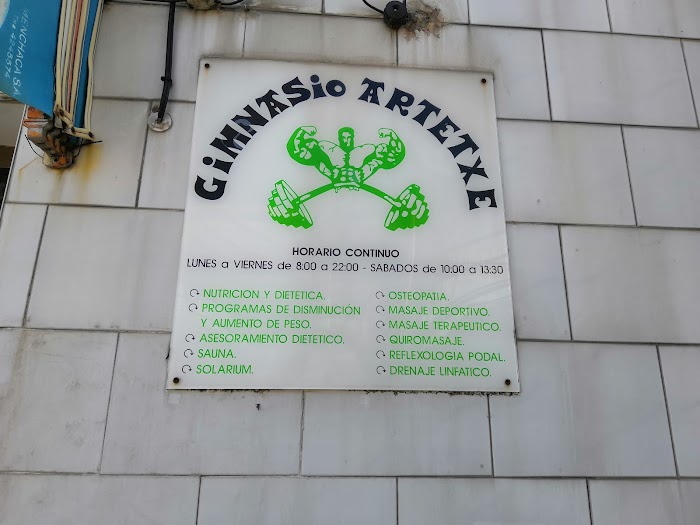 MENCHACA S.A.
GiMNASio ARTETXE
HORARIO CONTINUO
LUNES a VIERNES de 8:00 a 22:00 - SABADOS de 10:00 a 13:30
NUTRICION Y DIETETICA.
PROGRAMAS DE DISMINUCIÓN
Y AUMENTO DE PESO.
ASESORAMIENTO DIETETICO.
SAUNA.
SOLARIUM.
OSTEOPATIA.
MASAJE DEPORTIVO.
MASAJE TERAPEUTICO.
QUIROMASAJE.
REFLEXOLOGIA PODAL.
DRENAJE LINFATICO.